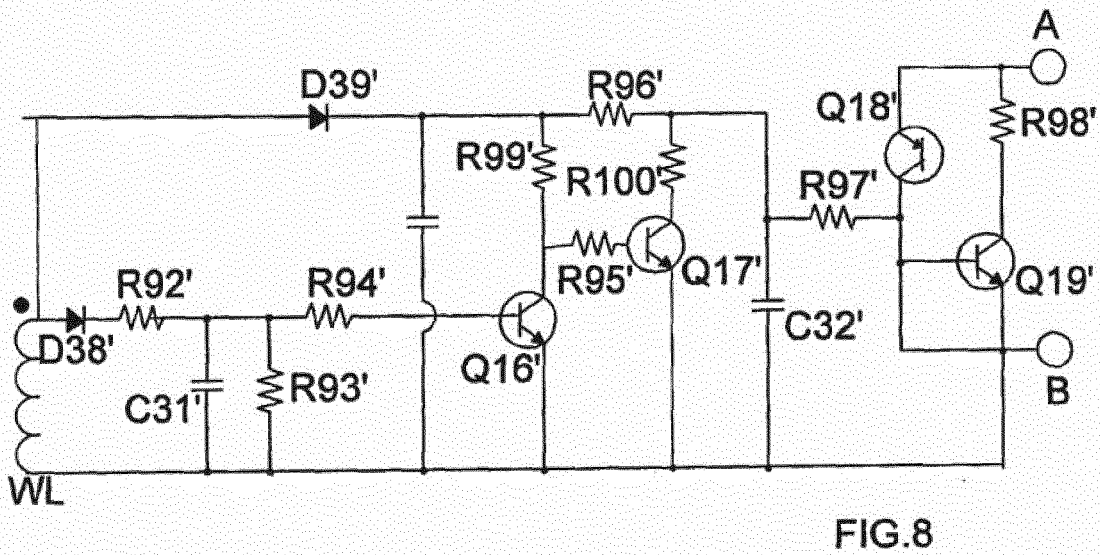 A
D39'
R96'
Q18'
R98'
R99'
R100'
R97'
R95'
Q17'
Q19'
R92'
R94'
D38'
C32'
Q16'
R93'
C31'
B
WL
FIG.8